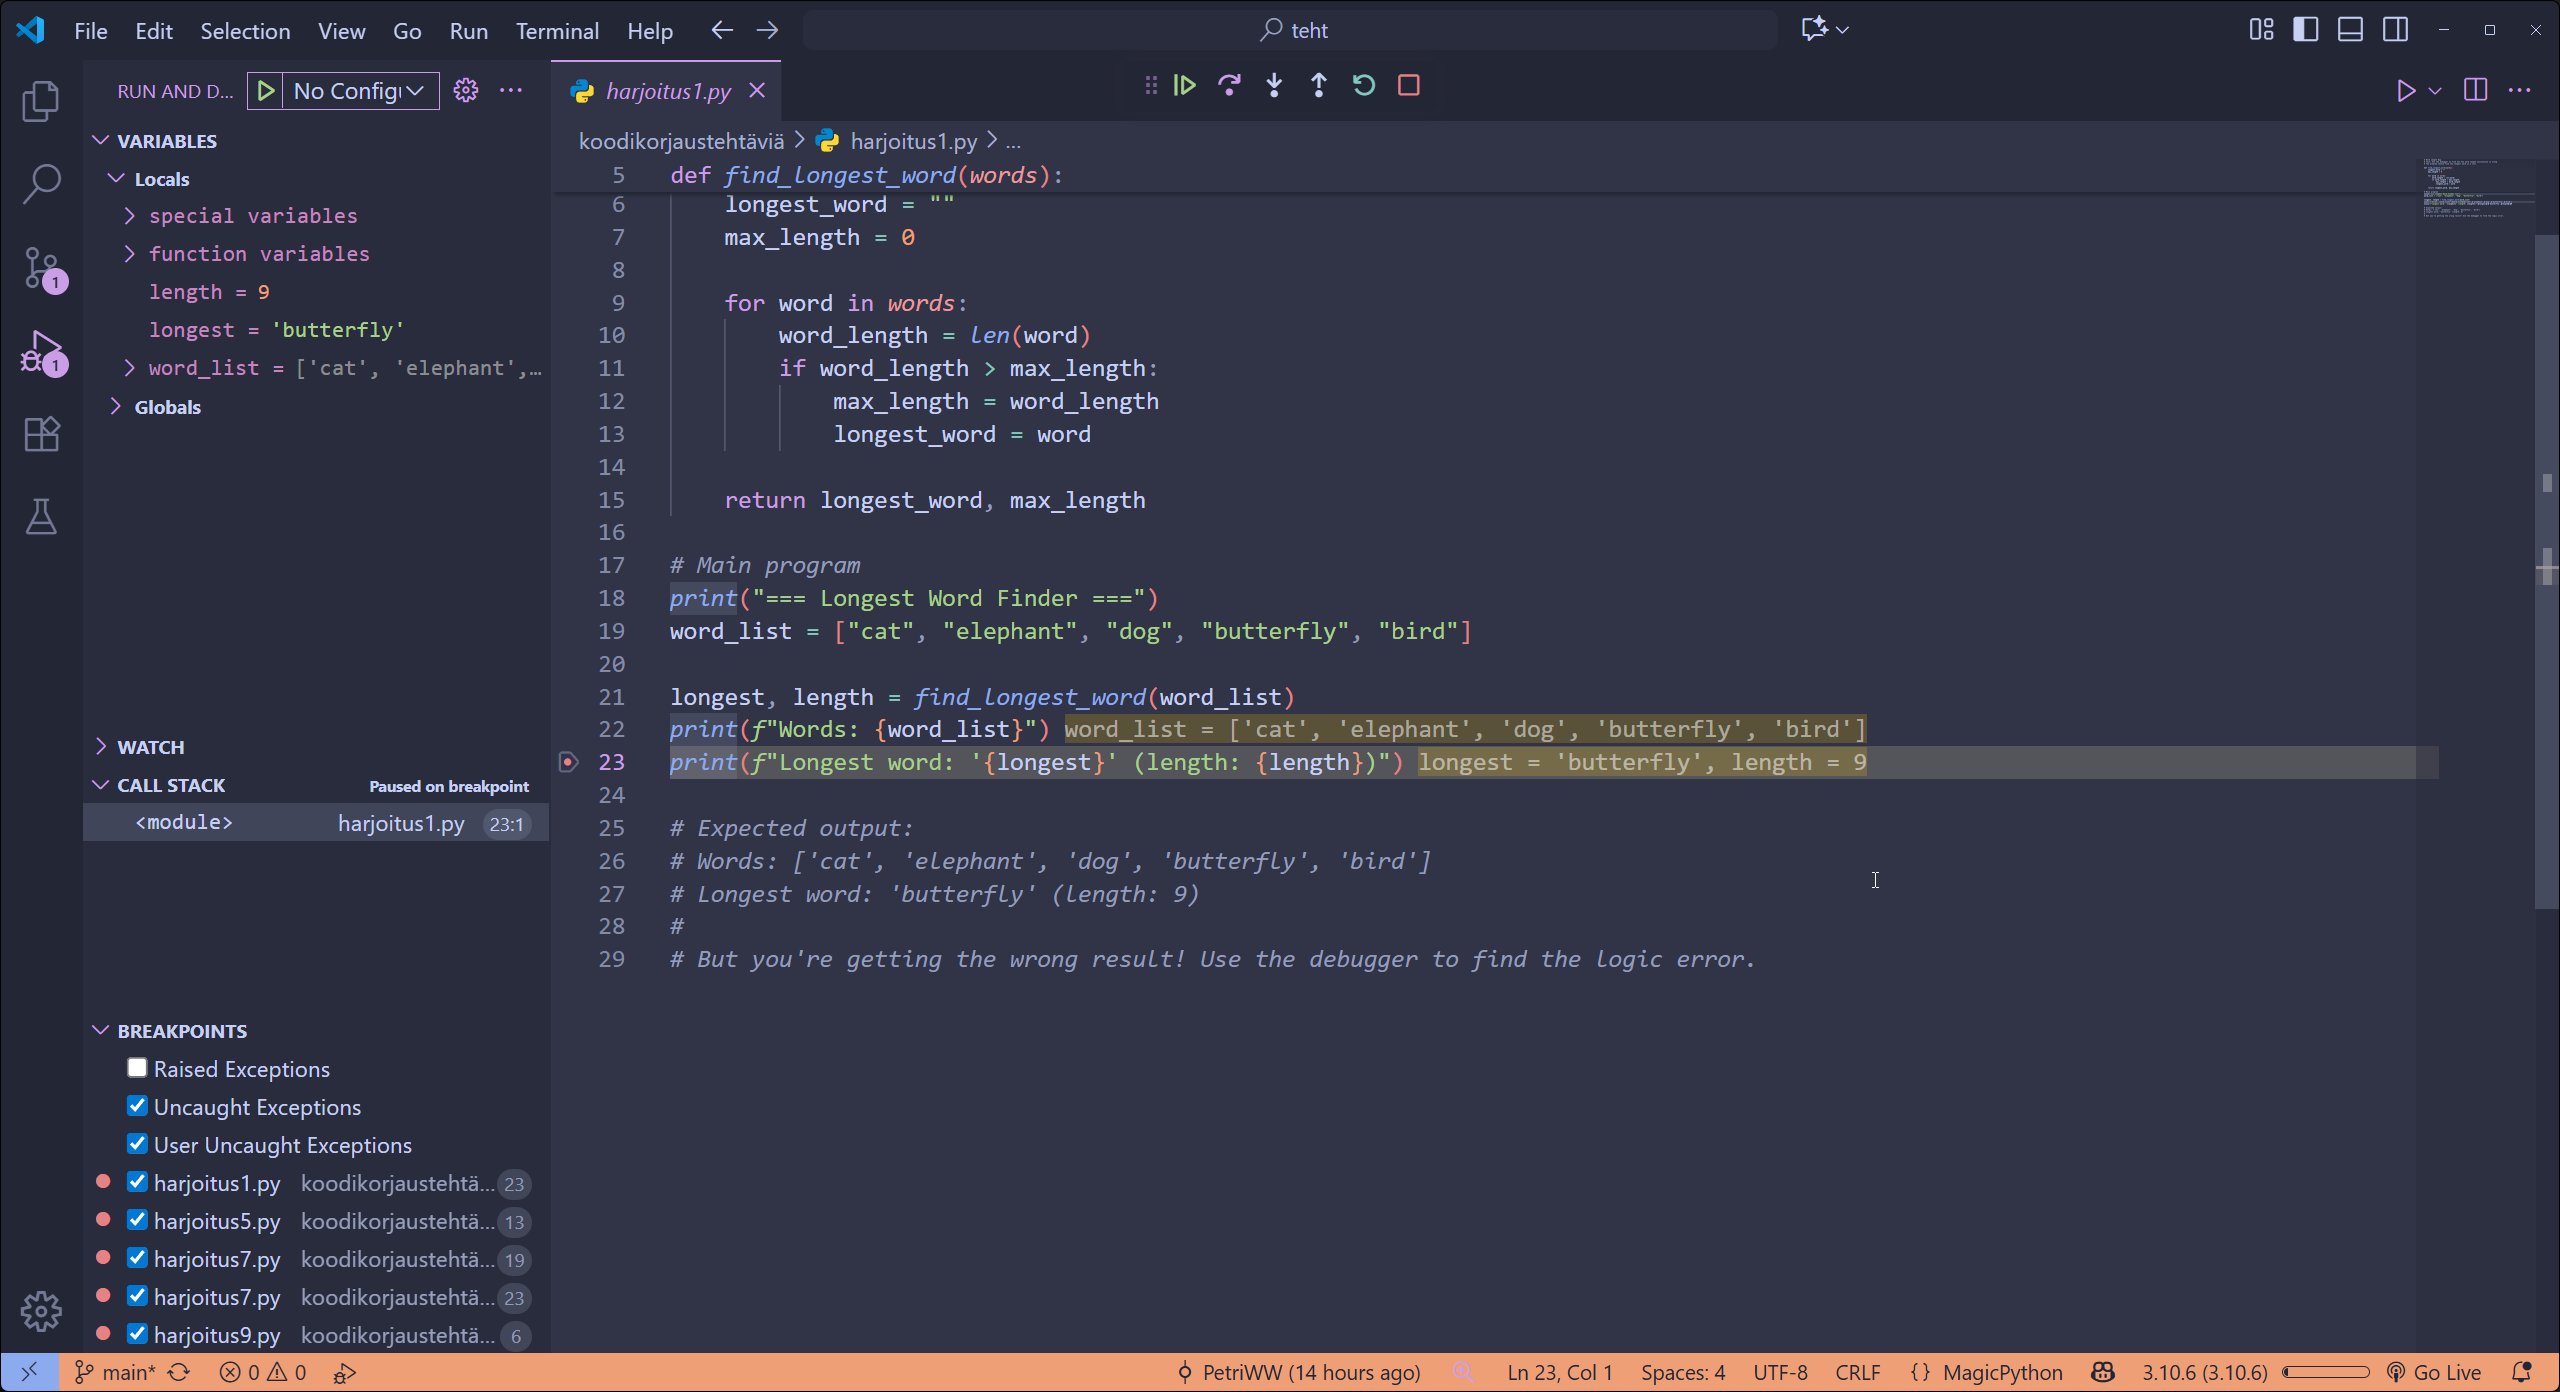 File Edit Selection View Go Run Terminal Help teht
RUN AND D... No Config
harjoitus1.py
VARIABLES
Locals
special variables
function variables
length = 9
longest = 'butterfly'
word_list = ['cat', 'elephant',...
Globals
WATCH
CALL STACK Paused on breakpoint
<module> harjoitus1.py 23:1
BREAKPOINTS
Raised Exceptions
Uncaught Exceptions
User Uncaught Exceptions
harjoitus1.py koodikorjaustehtä... 23
harjoitus5.py koodikorjaustehtä... 13
harjoitus7.py koodikorjaustehtä... 19
harjoitus7.py koodikorjaustehtä... 23
harjoitus9.py koodikorjaustehtä... 6
1
1
koodikorjaustehtäviä > harjoitus1.py > ...
5 def find_longest_word(words):
6 longest_word = ""
7 max_length = 0
8
9 for word in words:
10 word_length = len(word)
11 if word_length > max_length:
12 max_length = word_length
13 longest_word = word
14
15 return longest_word, max_length
16
17 # Main program
18 print("=== Longest Word Finder ===")
19 word_list = ["cat", "elephant", "dog", "butterfly", "bird"]
20
21 longest, length = find_longest_word(word_list)
22 print(f"Words: {word_list}") word_list = ['cat', 'elephant', 'dog', 'butterfly', 'bird']
23 print(f"Longest word: '{longest}' (length: {length})") longest = 'butterfly', length = 9
24
25 # Expected output:
26 # Words: ['cat', 'elephant', 'dog', 'butterfly', 'bird']
27 # Longest word: 'butterfly' (length: 9)
28 #
29 # But you're getting the wrong result! Use the debugger to find the logic error.
main* 0 0 PetriWW (14 hours ago) Ln 23, Col 1 Spaces: 4 UTF-8 CRLF {} MagicPython 3.10.6 (3.10.6) Go Live